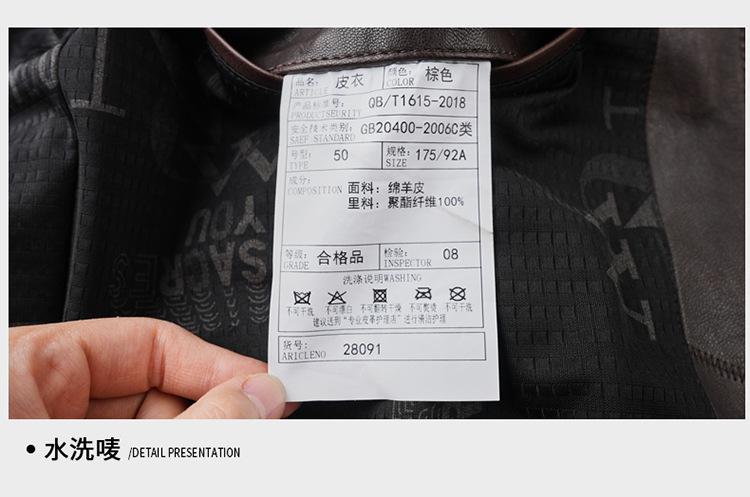 品名: 皮衣 颜色: 棕色
ARTICLE COLOR
产品标准号: QB/T1615-2018
PRODUCTSEURITY
安全技术类别: GB20400-2006C类
SAEF STANDARD
号型: 50 规格: 175/92A
TYPE SIZE
成分:
COMPOSITION 面料: 绵羊皮
里料: 聚酯纤维100%
等级: 合格品 检验: 08
GRADE INSPECTOR
洗涤说明WASHING
不可干洗 不可漂白 不可翻转干燥 不可熨烫 不可干洗
建议送到“专业皮革护理店”进行清洁护理
货号: 28091
ARICLENO
SACR
YOU
• 水洗唛 /DETAIL PRESENTATION